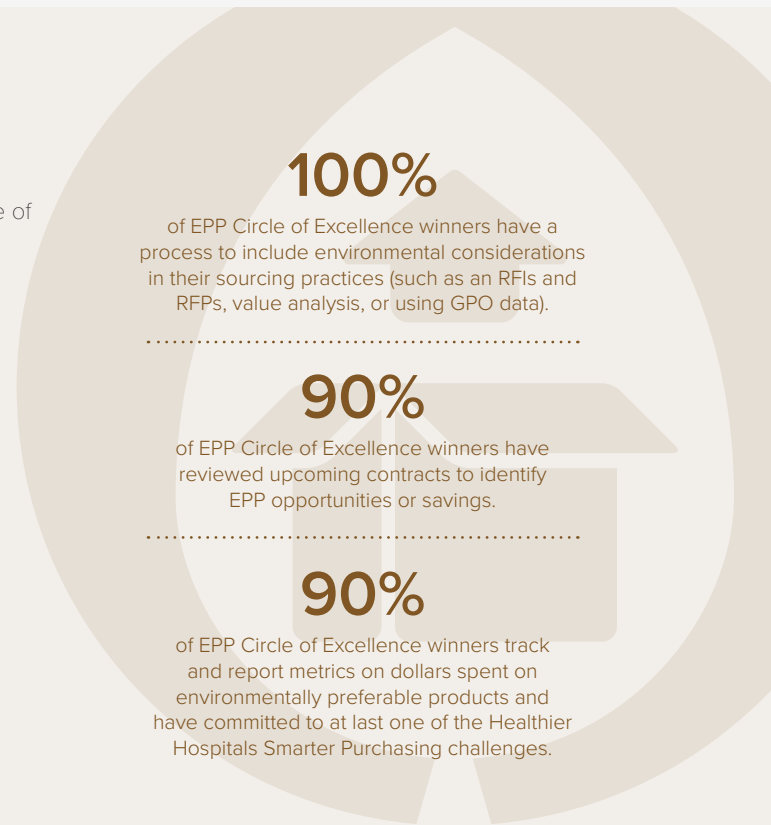 e of
100%
of EPP Circle of Excellence winners have a
process to include environmental considerations
in their sourcing practices (such as an RFIs and
RFPs, value analysis, or using GPO data).
90%
of EPP Circle of Excellence winners have
reviewed upcoming contracts to identify
EPP opportunities or savings.
90%
of EPP Circle of Excellence winners track
and report metrics on dollars spent on
environmentally preferable products and
have committed to at last one of the Healthier
Hospitals Smarter Purchasing challenges.